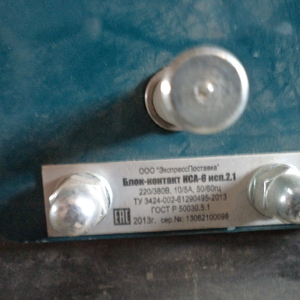 ООО "ЭкспрессПоставка"
Блок-контакт КСА-6 исп.2.1
220/380В, 10/5А, 50/60гц
ТУ 3424-002-61290495-2013
ГОСТ Р 50030.5.1
EAC 2013г. сер.№: 13062100098